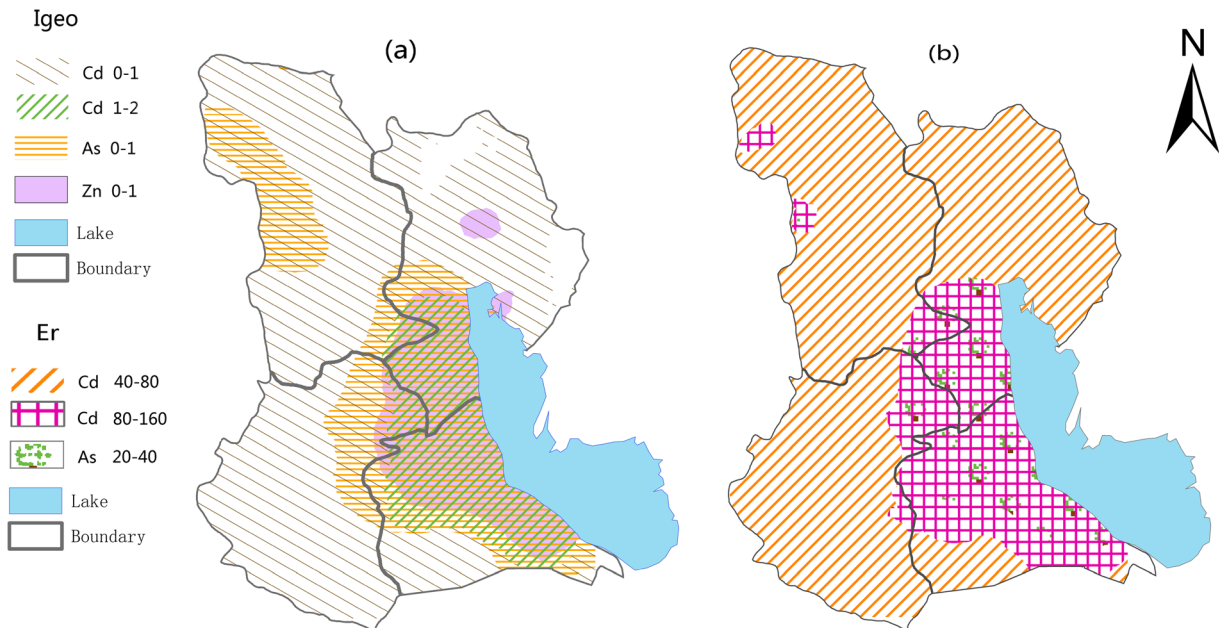 Igeo
Cd 0-1
Cd 1-2
As 0-1
Zn 0-1
Lake
Boundary
Er
Cd 40-80
Cd 80-160
As 20-40
Lake
Boundary
(a)
(b)
N